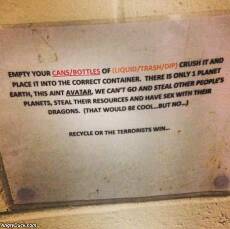 EMPTY YOUR CANS/BOTTLES OF (LIQUID/TRASH/DIP) CRUSH IT AND
PLACE IT INTO THE CORRECT CONTAINER. THERE IS ONLY 1 PLANET
EARTH, THIS AINT AVATAR, WE CAN'T GO AND STEAL OTHER PEOPLE'S
PLANETS, STEAL THEIR RESOURCES AND HAVE SEX WITH THEIR
DRAGONS. (THAT WOULD BE COOL...BUT NO...)
RECYCLE OR THE TERRORISTS WIN...